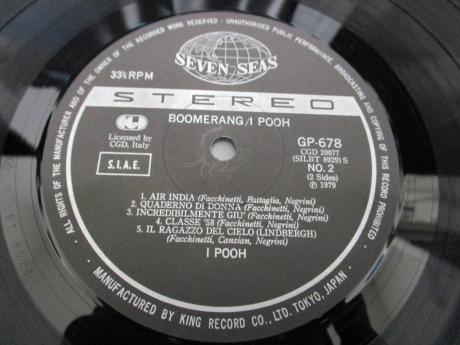 ALL RIGHTS OF THE MANUFACTURER AND OF THE OWNER OF THE RECORDED WORK RESERVED · UNAUTHORISED PUBLIC PERFORMANCE, BROADCASTING AND COPYING OF THIS RECORD PROHIBITED ·
SEVEN SEAS
33⅓ RPM
STEREO
BOOMERANG/I POOH
Licensed by
CGD, Italy
S.I.A.E.
GP-678
CGD 20077
(SILBT 8929) S
NO. 2
(2 Sides)
℗ 1979
1. AIR INDIA (Facchinetti, Battaglia, Negrini)
2. QUADERNO DI DONNA (Facchinetti, Negrini)
3. INCREDIBILMENTE GIU' (Facchinetti, Negrini)
4. CLASSE '58 (Facchinetti, Negrini)
5. IL RAGAZZO DEL CIELO (LINDBERGH)
(Facchinetti, Canzian, Negrini)
I POOH
MANUFACTURED BY KING RECORD CO., LTD. TOKYO, JAPAN